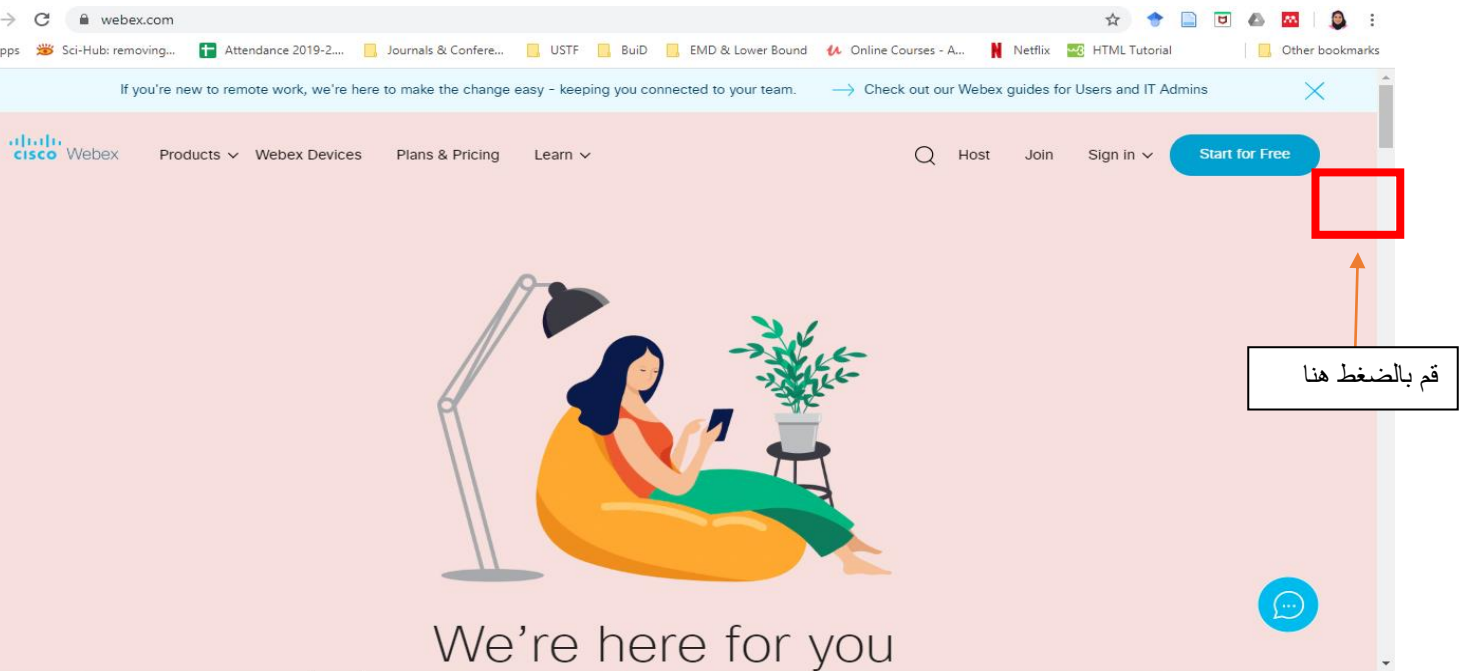 webex.com
pps Sci-Hub: removing... Attendance 2019-2.... Journals & Confere... USTF BuiD EMD & Lower Bound Online Courses - A... Netflix HTML Tutorial Other bookmarks
If you're new to remote work, we're here to make the change easy - keeping you connected to your team. Check out our Webex guides for Users and IT Admins
CISCO Webex Products Webex Devices Plans & Pricing Learn Host Join Sign in Start for Free
قم بالضغط هنا
We're here for you